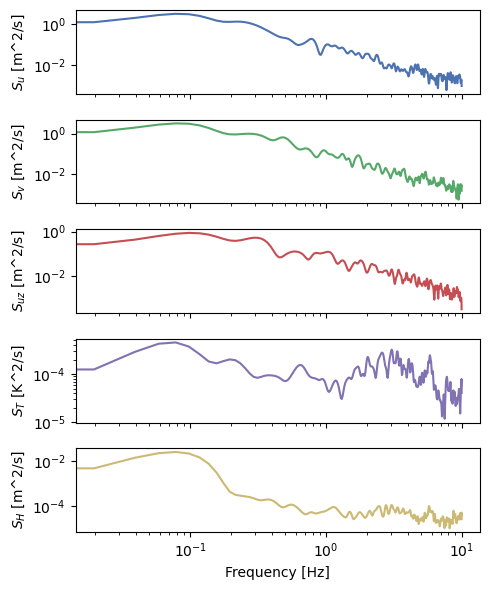 10^0
10^−2
S_u [m^2/s]
10^0
10^−2
S_v [m^2/s]
10^0
10^−2
S_uz [m^2/s]
10^−4
10^−5
S_T [K^2/s]
10^−2
10^−4
S_H [m^2/s]
10^−1 10^0 10^1
Frequency [Hz]